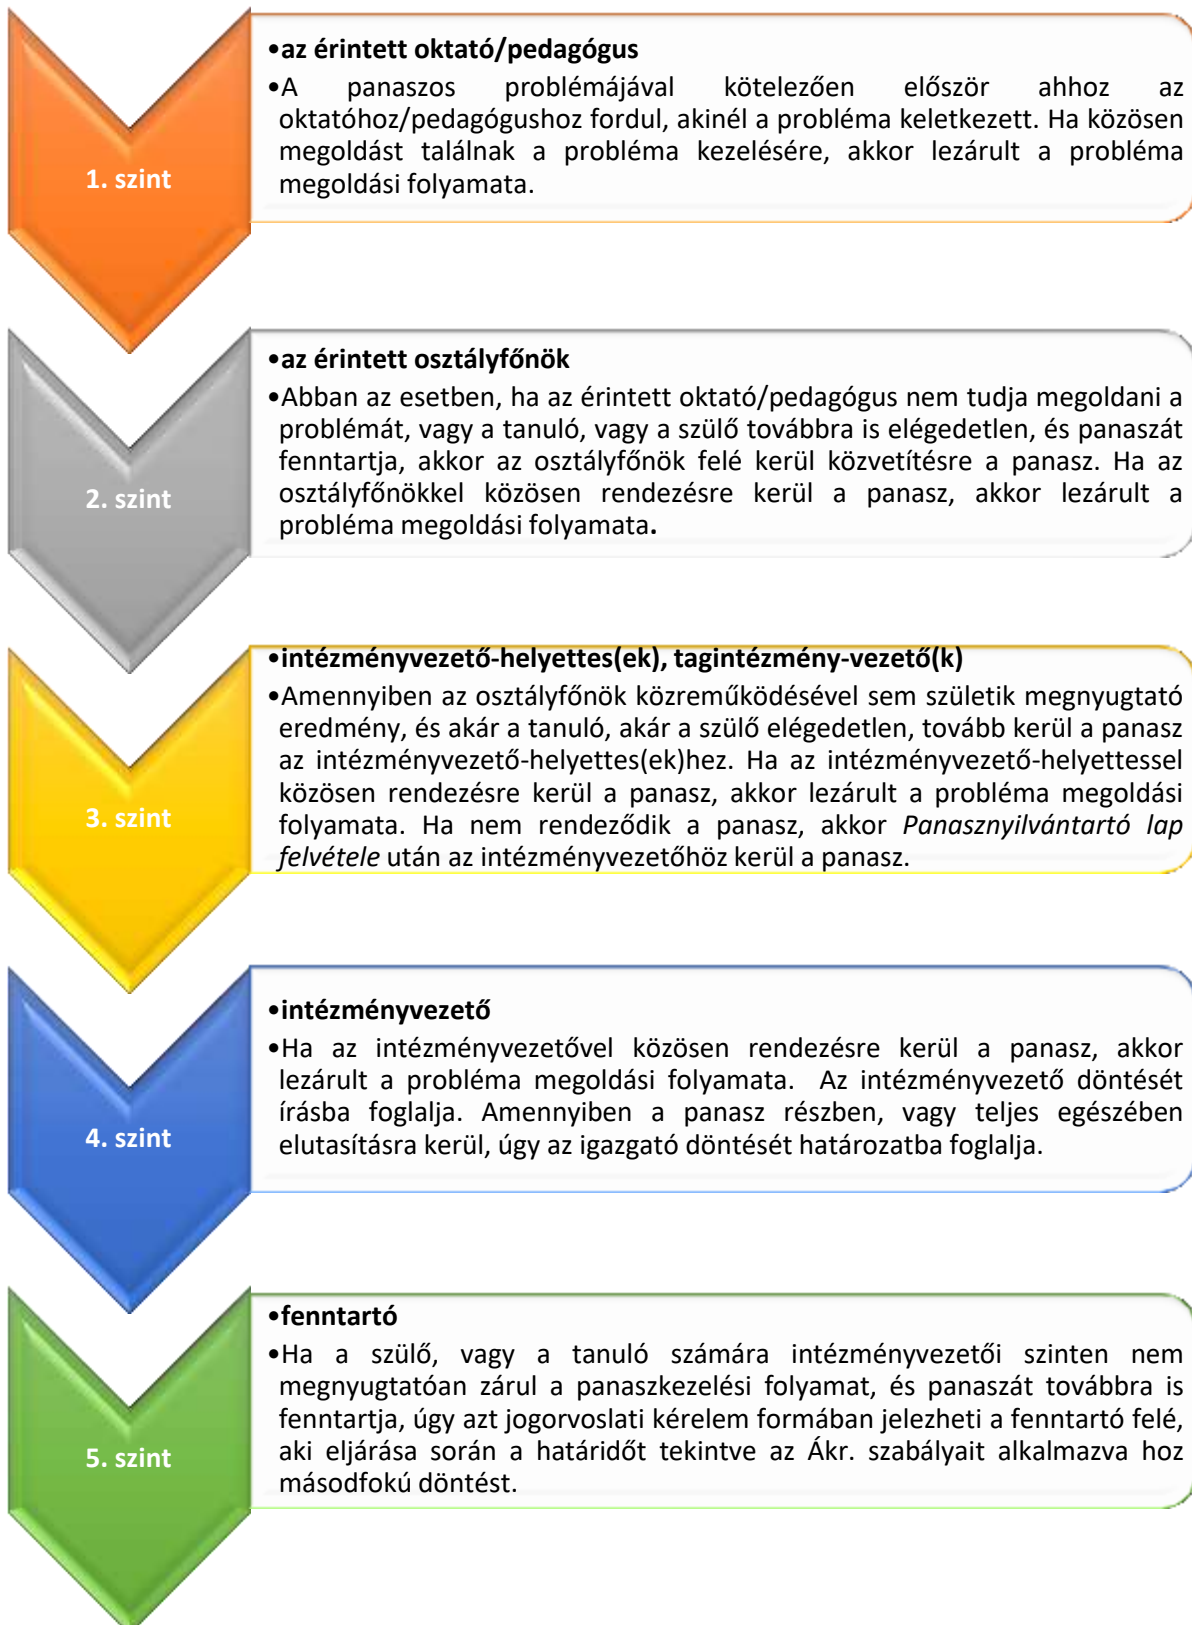 1. szint
•az érintett oktató/pedagógus
•A panaszos problémájával kötelezően először ahhoz az
oktatóhoz/pedagógushoz fordul, akinél a probléma keletkezett. Ha közösen
megoldást találnak a probléma kezelésére, akkor lezárult a probléma
megoldási folyamata.
2. szint
•az érintett osztályfőnök
•Abban az esetben, ha az érintett oktató/pedagógus nem tudja megoldani a
problémát, vagy a tanuló, vagy a szülő továbbra is elégedetlen, és panaszát
fenntartja, akkor az osztályfőnök felé kerül közvetítésre a panasz. Ha az
osztályfőnökkel közösen rendezésre kerül a panasz, akkor lezárult a
probléma megoldási folyamata.
3. szint
•intézményvezető-helyettes(ek), tagintézmény-vezető(k)
•Amennyiben az osztályfőnök közreműködésével sem születik megnyugtató
eredmény, és akár a tanuló, akár a szülő elégedetlen, tovább kerül a panasz
az intézményvezető-helyettes(ek)hez. Ha az intézményvezető-helyettessel
közösen rendezésre kerül a panasz, akkor lezárult a probléma megoldási
folyamata. Ha nem rendeződik a panasz, akkor Panasznyilvántartó lap
felvétele után az intézményvezetőhöz kerül a panasz.
4. szint
•intézményvezető
•Ha az intézményvezetővel közösen rendezésre kerül a panasz, akkor
lezárult a probléma megoldási folyamata. Az intézményvezető döntését
írásba foglalja. Amennyiben a panasz részben, vagy teljes egészében
elutasításra kerül, úgy az igazgató döntését határozatba foglalja.
5. szint
•fenntartó
•Ha a szülő, vagy a tanuló számára intézményvezetői szinten nem
megnyugtatóan zárul a panaszkezelési folyamat, és panaszát továbbra is
fenntartja, úgy azt jogorvoslati kérelem formában jelezheti a fenntartó felé,
aki eljárása során a határidőt tekintve az Ákr. szabályait alkalmazva hoz
másodfokú döntést.